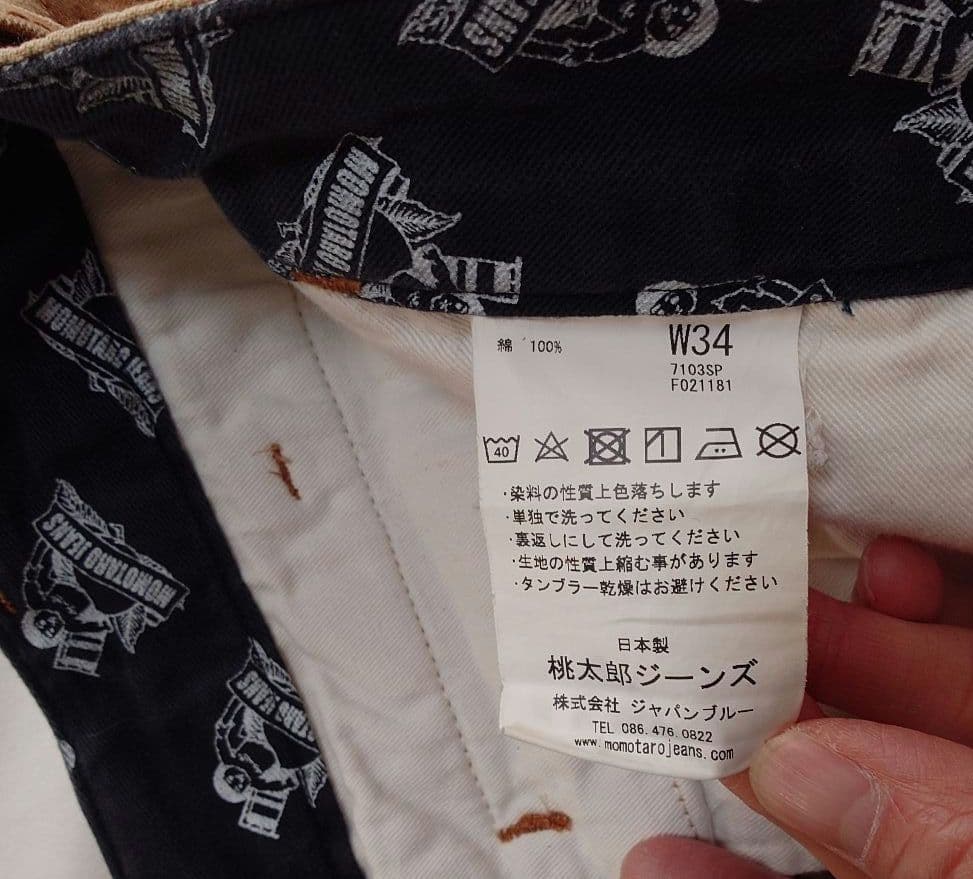 JEANS
MOMOTARO
MOMOTARO JEANS
MOMOTARO JEANS
綿 100%
W34
7103SP
F021181
40
・染料の性質上色落ちします
・単独で洗ってください
・裏返しにして洗ってください
・生地の性質上縮む事があります
・タンブラー乾燥はお避けください
日本製
桃太郎ジーンズ
株式会社 ジャパンブルー
TEL 086.476.0822
www.momotarojeans.com